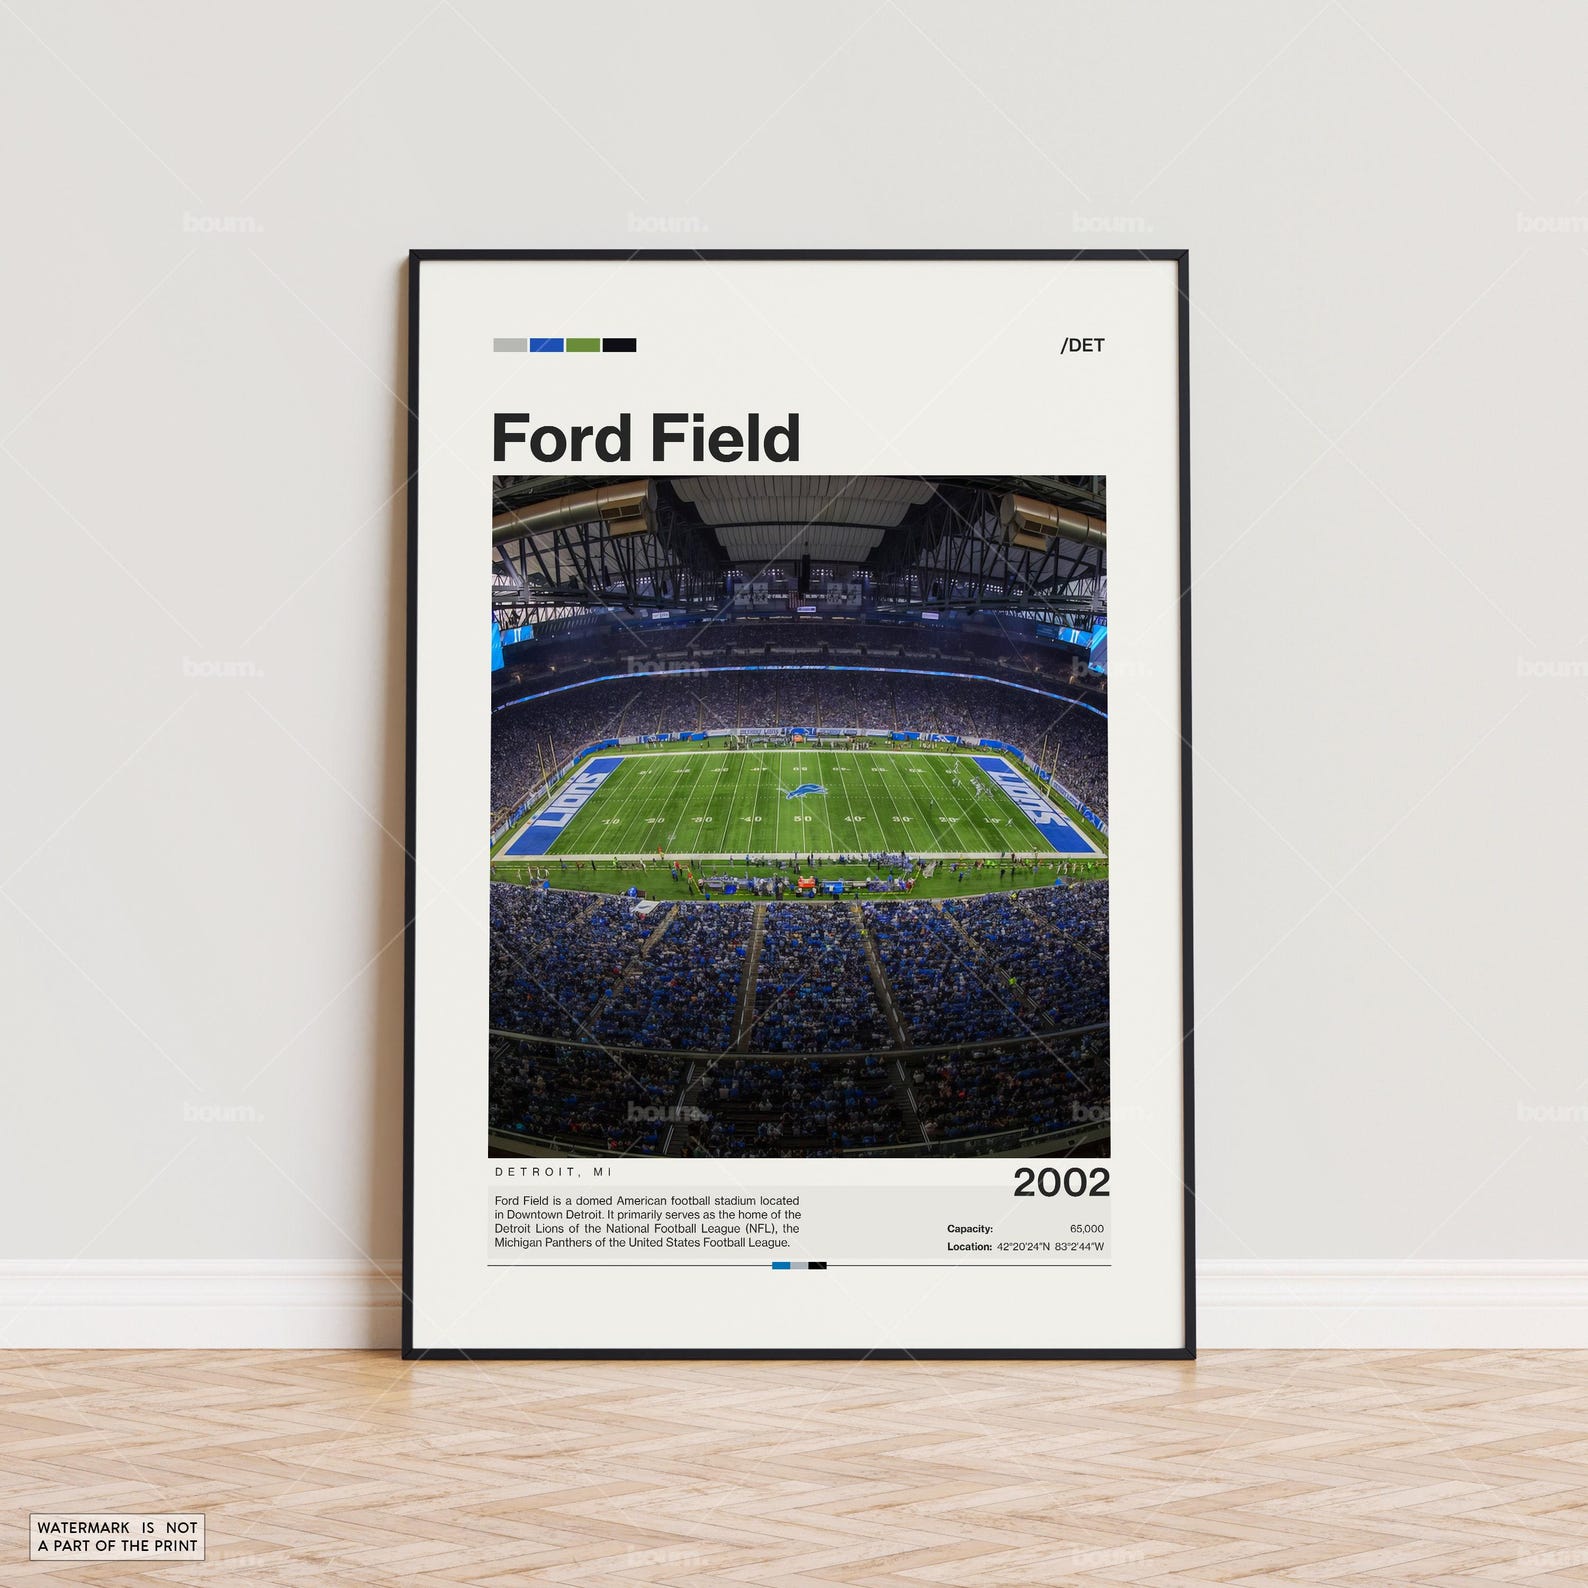 boum. boum. boum. boum
/DET
Ford Field
boum. boum. boum. boum
DETROIT LIONS DETROIT LIONS
LIONS LIONS
10 20 30 40 50 40 30 20 10
boum. boum. boum. boum
DETROIT, MI
2002
Ford Field is a domed American football stadium located
in Downtown Detroit. It primarily serves as the home of the
Detroit Lions of the National Football League (NFL), the
Michigan Panthers of the United States Football League.
Capacity: 65,000
Location: 42°20'24"N 83°2'44"W
WATERMARK IS NOT
A PART OF THE PRINT
boum. boum. boum. boum